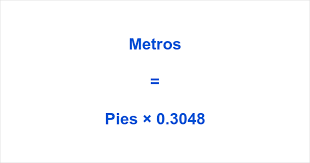 Metros
=
Pies × 0.3048